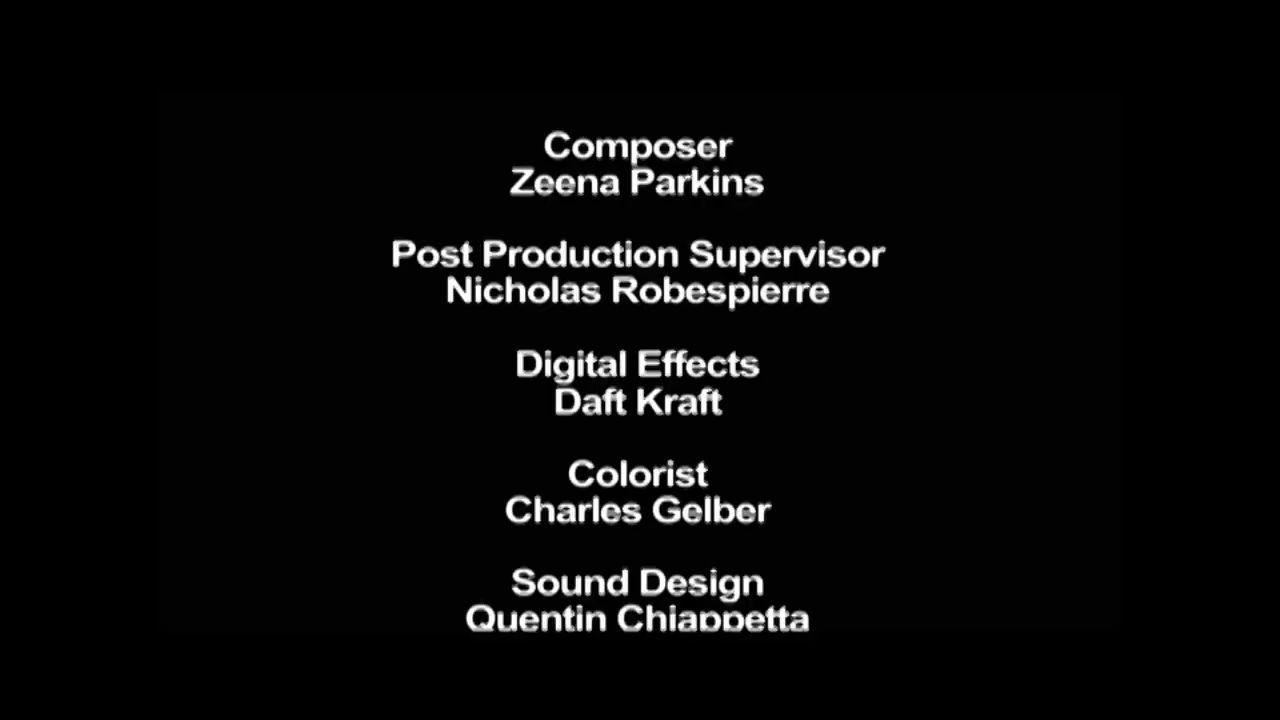 Composer
Zeena Parkins
Post Production Supervisor
Nicholas Robespierre
Digital Effects
Daft Kraft
Colorist
Charles Gelber
Sound Design
Quentin Chiappetta